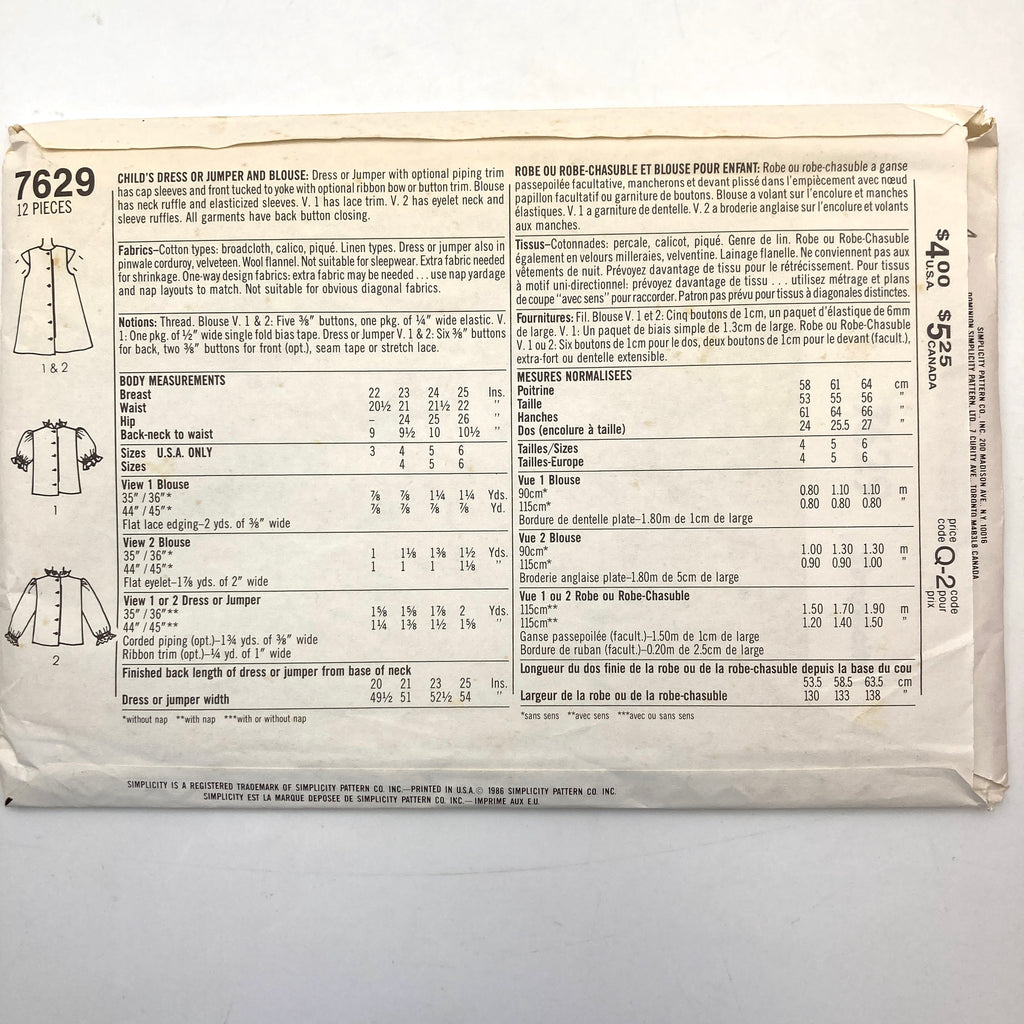 7629
12 PIECES
1 & 2
1
2
CHILD'S DRESS OR JUMPER AND BLOUSE: Dress or Jumper with optional piping trim
has cap sleeves and front tucked to yoke with optional ribbon bow or button trim. Blouse
has neck ruffle and elasticized sleeves. V. 1 has lace trim. V. 2 has eyelet neck and
sleeve ruffles. All garments have back button closing.
Fabrics–Cotton types: broadcloth, calico, piqué. Linen types. Dress or jumper also in
pinwale corduroy, velveteen. Wool flannel. Not suitable for sleepwear. Extra fabric needed
for shrinkage. One-way design fabrics: extra fabric may be needed . . . use nap yardage
and nap layouts to match. Not suitable for obvious diagonal fabrics.
Notions: Thread. Blouse V. 1 & 2: Five ⅜" buttons, one pkg. of ¼" wide elastic. V.
1: One pkg. of ½" wide single fold bias tape. Dress or Jumper V. 1 & 2: Six ⅜" buttons
for back, two ⅜" buttons for front (opt.), seam tape or stretch lace.
BODY MEASUREMENTS
Breast 22 23 24 25 Ins.
Waist 20½ 21 21½ 22 "
Hip – 24 25 26 "
Back-neck to waist 9 9½ 10 10½ "
Sizes U.S.A. ONLY 3 4 5 6
Sizes 4 5 6
View 1 Blouse
35" / 36"* ⅞ ⅞ 1¼ 1¼ Yds.
44" / 45"* ⅞ ⅞ ⅞ ⅞ Yd.
Flat lace edging–2 yds. of ⅜" wide
View 2 Blouse
35" / 36"* 1 1⅛ 1⅜ 1½ Yds.
44" / 45"* 1 1 1 1⅛ "
Flat eyelet–1⅞ yds. of 2" wide
View 1 or 2 Dress or Jumper
35" / 36"** 1⅝ 1⅝ 1⅞ 2 Yds.
44" / 45"** 1¼ 1⅜ 1½ 1⅝ "
Corded piping (opt.)–1¾ yds. of ⅜" wide
Ribbon trim (opt.)–¼ yd. of 1" wide
Finished back length of dress or jumper from base of neck
20 21 23 25 Ins.
Dress or jumper width 49½ 51 52½ 54 "
*without nap **with nap ***with or without nap
ROBE OU ROBE-CHASUBLE ET BLOUSE POUR ENFANT: Robe ou robe-chasuble a ganse
passepoilée facultative, mancherons et devant plissé dans l'empiècement avec nœud
papillon facultatif ou garniture de boutons. Blouse a volant sur l'encolure et manches
élastiques. V. 1 a garniture de dentelle. V. 2 a broderie anglaise sur l'encolure et volants
aux manches.
Tissus–Cotonnades: percale, calicot, piqué. Genre de lin. Robe ou Robe-Chasuble
également en velours milleraies, velventine. Lainage flanelle. Ne conviennent pas aux
vêtements de nuit. Prévoyez davantage de tissu pour le rétrécissement. Pour tissus
à motif uni-directionnel: prévoyez davantage de tissu . . . utilisez métrage et plans
de coupe "avec sens" pour raccorder. Patron pas prévu pour tissus à diagonales distinctes.
Fournitures: Fil. Blouse V. 1 et 2: Cinq boutons de 1cm, un paquet d'élastique de 6mm
de large. V. 1: Un paquet de biais simple de 1.3cm de large. Robe ou Robe-Chasuble
V. 1 ou 2: Six boutons de 1cm pour le dos, deux boutons de 1cm pour le devant (facult.),
extra-fort ou dentelle extensible.
MESURES NORMALISEES
Poitrine 58 61 64 cm
Taille 53 55 56 "
Hanches 61 64 66 "
Dos (encolure à taille) 24 25.5 27 "
Tailles/Sizes 4 5 6
Tailles-Europe 4 5 6
Vue 1 Blouse
90cm* 0.80 1.10 1.10 m
115cm* 0.80 0.80 0.80 "
Bordure de dentelle plate–1.80m de 1cm de large
Vue 2 Blouse
90cm* 1.00 1.30 1.30 m
115cm* 0.90 0.90 1.00 "
Broderie anglaise plate–1.80m de 5cm de large
Vue 1 ou 2 Robe ou Robe-Chasuble
115cm** 1.50 1.70 1.90 m
115cm** 1.20 1.40 1.50 "
Ganse passepoilée (facult.)–1.50m de 1cm de large
Bordure de ruban (facult.)–0.20m de 2.5cm de large
Longueur du dos finie de la robe ou de la robe-chasuble depuis la base du cou
53.5 58.5 63.5 cm
Largeur de la robe ou de la robe-chasuble 130 133 138 "
*sans sens **avec sens ***avec ou sans sens
$4.00 U.S.A. $5.25 CANADA
price code Q-2 code pour prix
SIMPLICITY PATTERN CO. INC. 200 MADISON AVE. N.Y. 10016
DOMINION SIMPLICITY PATTERN, LTD. 7 CURITY AVE. TORONTO M4B3L8 CANADA
SIMPLICITY IS A REGISTERED TRADEMARK OF SIMPLICITY PATTERN CO. INC.—PRINTED IN U.S.A. © 1986 SIMPLICITY PATTERN CO. INC.
SIMPLICITY EST LA MARQUE DEPOSEE DE SIMPLICITY PATTERN CO. INC.—IMPRIME AUX E.U.